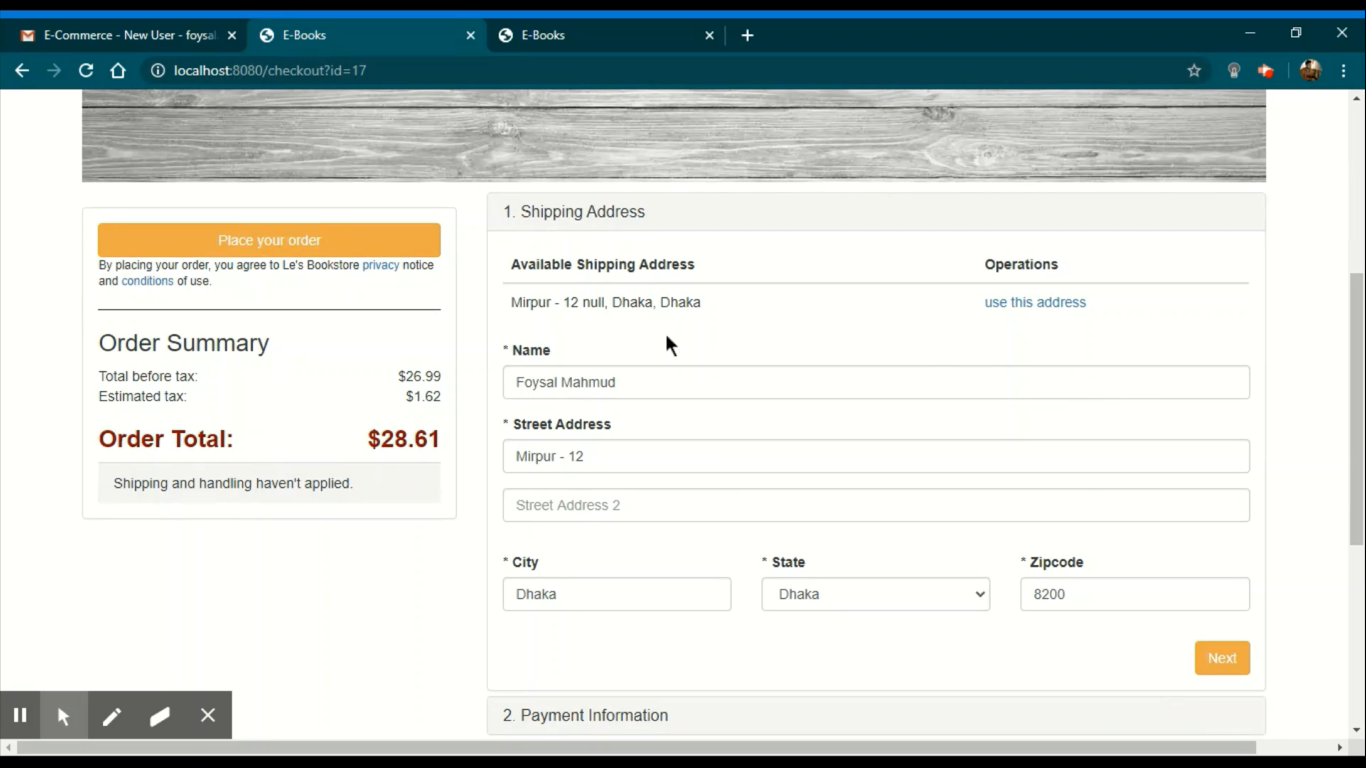 E-Commerce - New User - foysal
E-Books
E-Books
localhost:8080/checkout?id=17
Place your order
By placing your order, you agree to Le's Bookstore privacy notice
and conditions of use.
Order Summary
Total before tax: $26.99
Estimated tax: $1.62
Order Total: $28.61
Shipping and handling haven't applied.
1. Shipping Address
Available Shipping Address Operations
Mirpur - 12 null, Dhaka, Dhaka use this address
* Name
Foysal Mahmud
* Street Address
Mirpur - 12
Street Address 2
* City * State * Zipcode
Dhaka Dhaka 8200
Next
2. Payment Information